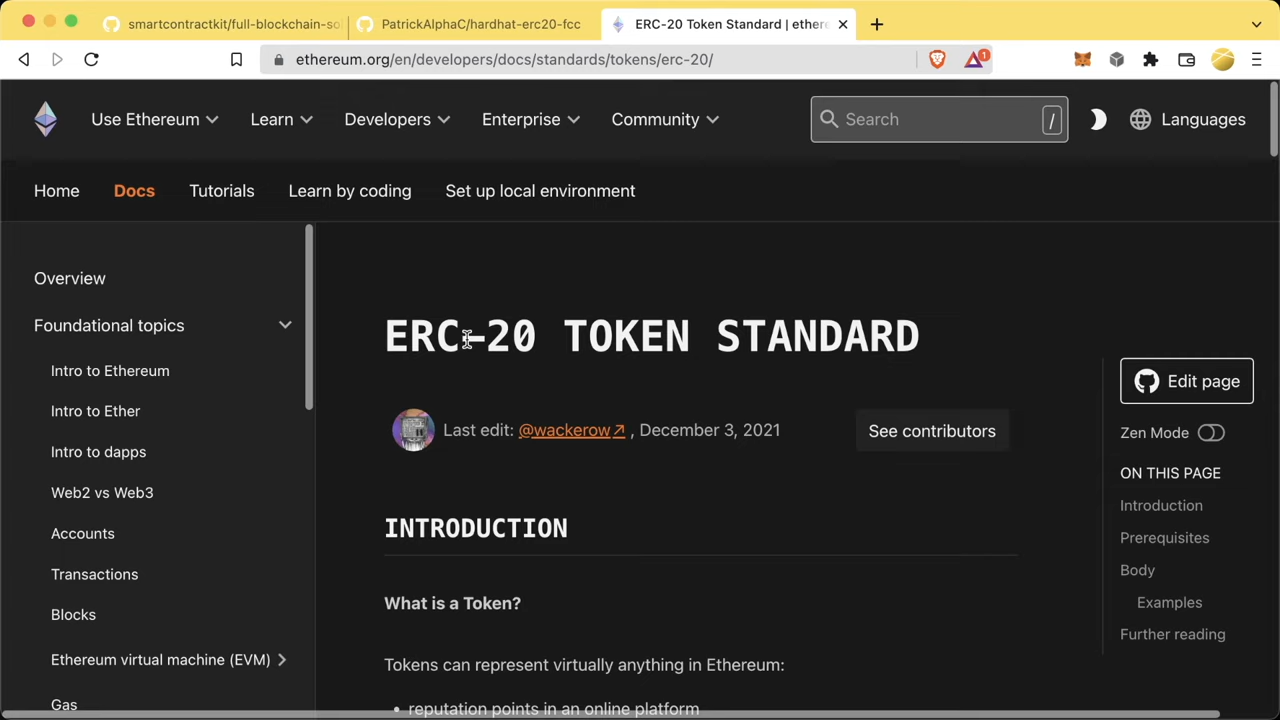 smartcontractkit/full-blockchain-so
PatrickAlphaC/hardhat-erc20-fcc
ERC-20 Token Standard | ethere
ethereum.org/en/developers/docs/standards/tokens/erc-20/
1
Use Ethereum
Learn
Developers
Enterprise
Community
Search
/
Languages
Home
Docs
Tutorials
Learn by coding
Set up local environment
Overview
Foundational topics
Intro to Ethereum
Intro to Ether
Intro to dapps
Web2 vs Web3
Accounts
Transactions
Blocks
Ethereum virtual machine (EVM)
Gas
ERC-20 TOKEN STANDARD
Last edit: @wackerow↗ , December 3, 2021
See contributors
INTRODUCTION
What is a Token?
Tokens can represent virtually anything in Ethereum:
• reputation points in an online platform
Edit page
Zen Mode
ON THIS PAGE
Introduction
Prerequisites
Body
Examples
Further reading